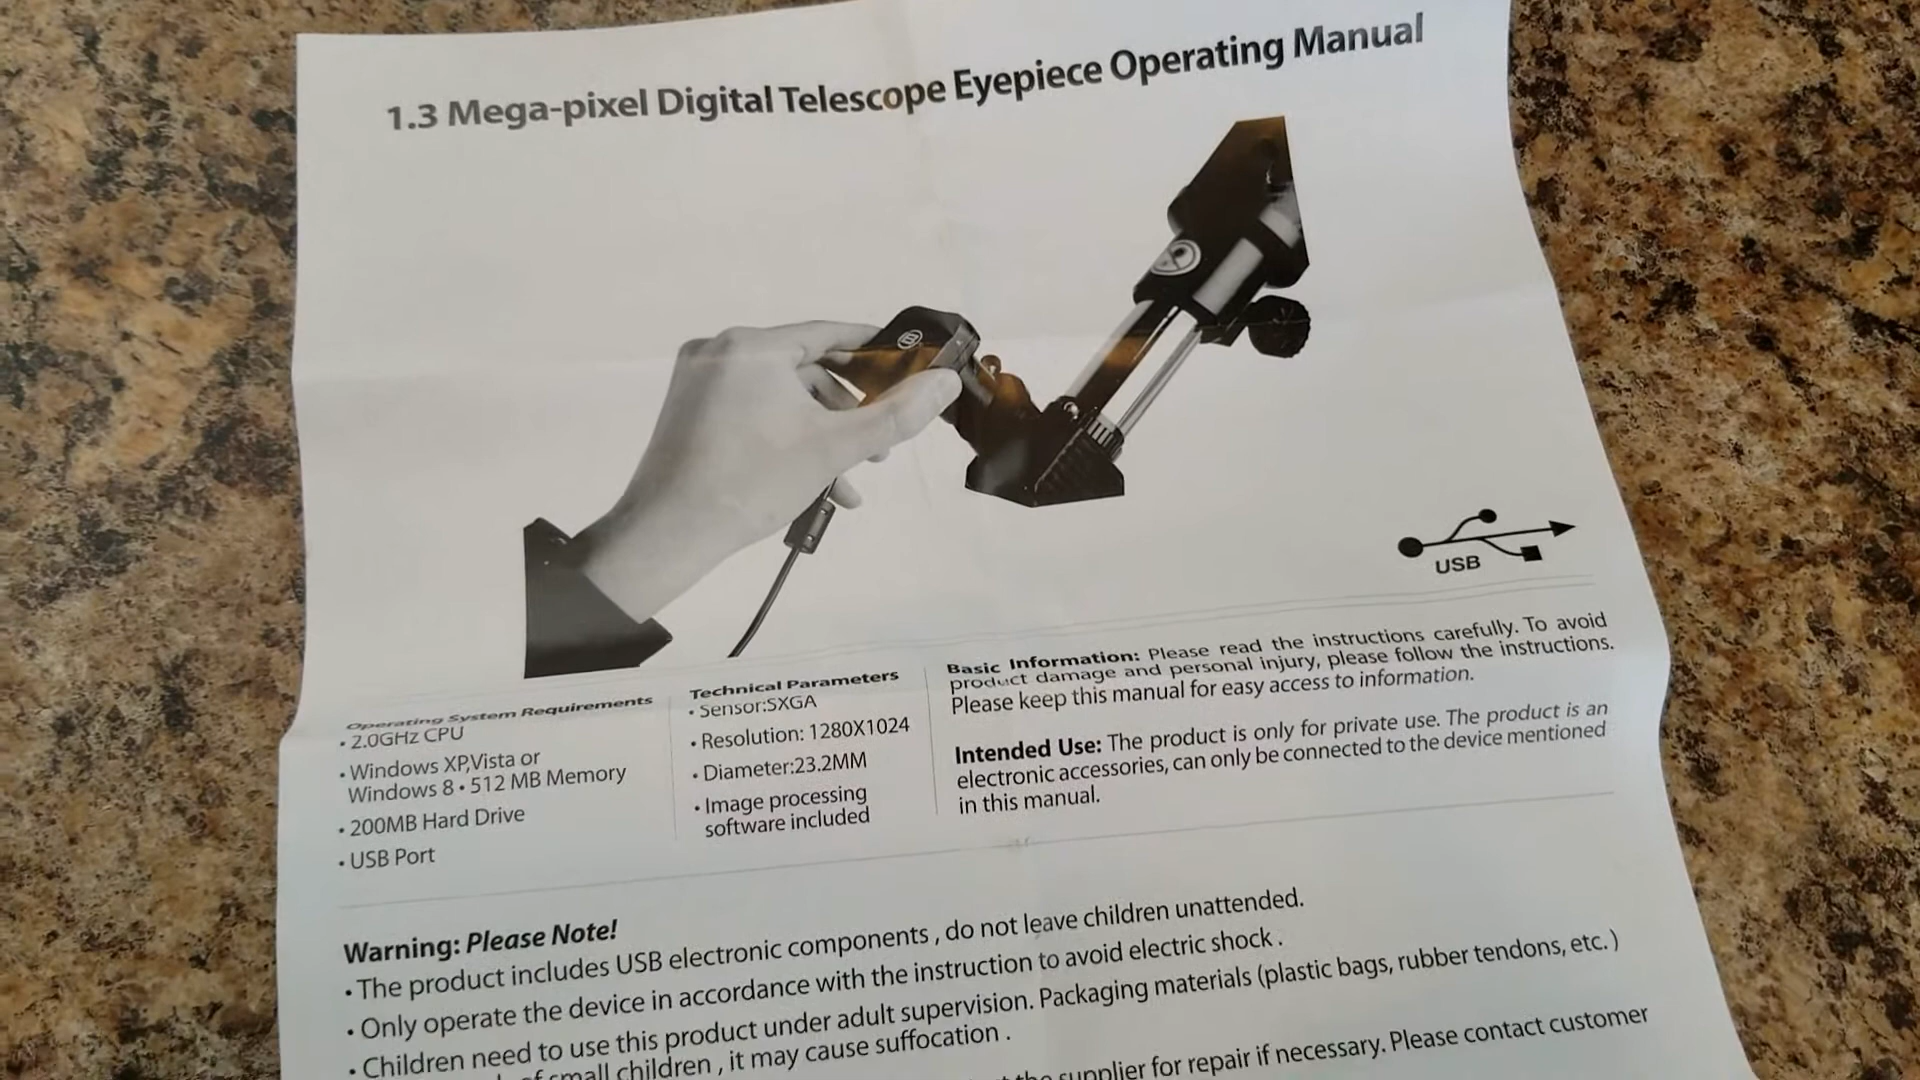 1.3 Mega-pixel Digital Telescope Eyepiece Operating Manual
B
USB
Operating System Requirements
• 2.0GHz CPU
• Windows XP,Vista or
Windows 8 • 512 MB Memory
• 200MB Hard Drive
• USB Port
Technical Parameters
• Sensor:SXGA
• Resolution: 1280X1024
• Diameter:23.2MM
• Image processing
software included
Basic Information: Please read the instructions carefully. To avoid
product damage and personal injury, please follow the instructions.
Please keep this manual for easy access to information.
Intended Use: The product is only for private use. The product is an
electronic accessories, can only be connected to the device mentioned
in this manual.
Warning: Please Note!
• The product includes USB electronic components , do not leave children unattended.
• Only operate the device in accordance with the instruction to avoid electric shock .
• Children need to use this product under adult supervision. Packaging materials (plastic bags, rubber tendons, etc. )
of small children , it may cause suffocation .
the supplier for repair if necessary. Please contact customer